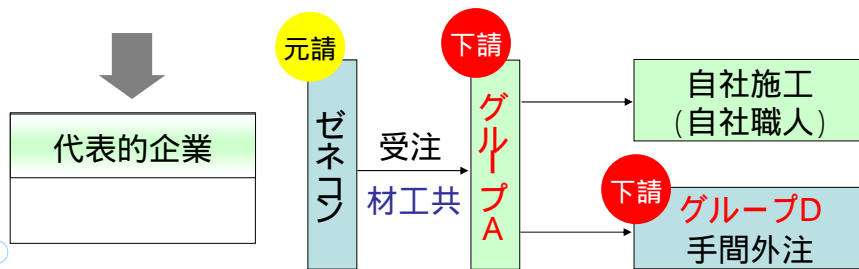 代表的企業
元請
ゼネコン
受注
材工共
下請
グループA
自社施工
(自社職人)
下請
グループD
手間外注